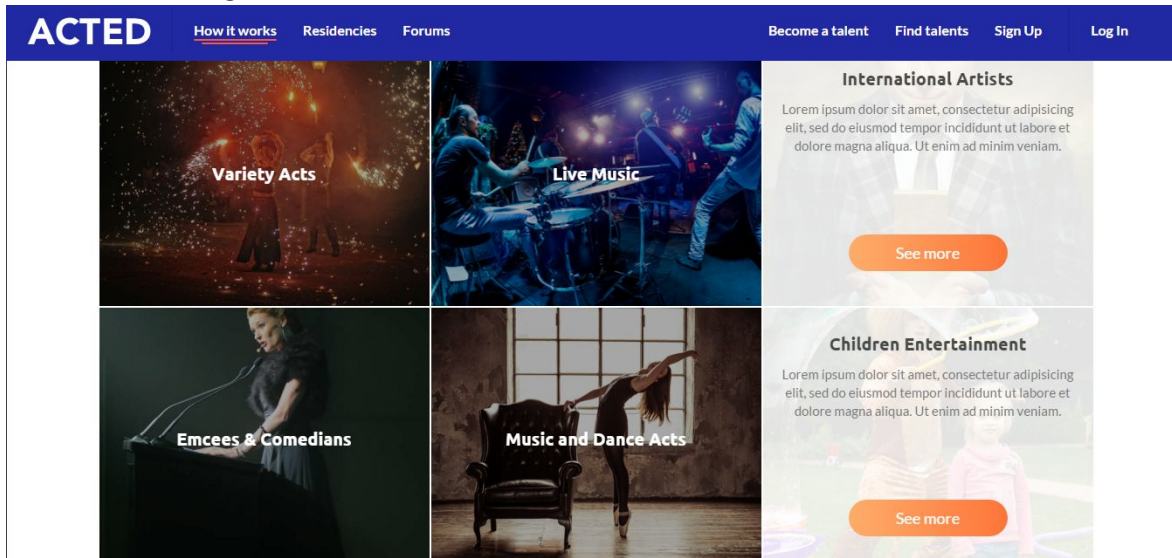 ACTED
How it works
Residencies
Forums
Become a talent
Find talents
Sign Up
Log In
Variety Acts
Live Music
International Artists
Lorem ipsum dolor sit amet, consectetur adipisicing
elit, sed do eiusmod tempor incididunt ut labore et
dolore magna aliqua. Ut enim ad minim veniam.
See more
Emcees & Comedians
Music and Dance Acts
Children Entertainment
Lorem ipsum dolor sit amet, consectetur adipisicing
elit, sed do eiusmod tempor incididunt ut labore et
dolore magna aliqua. Ut enim ad minim veniam.
See more